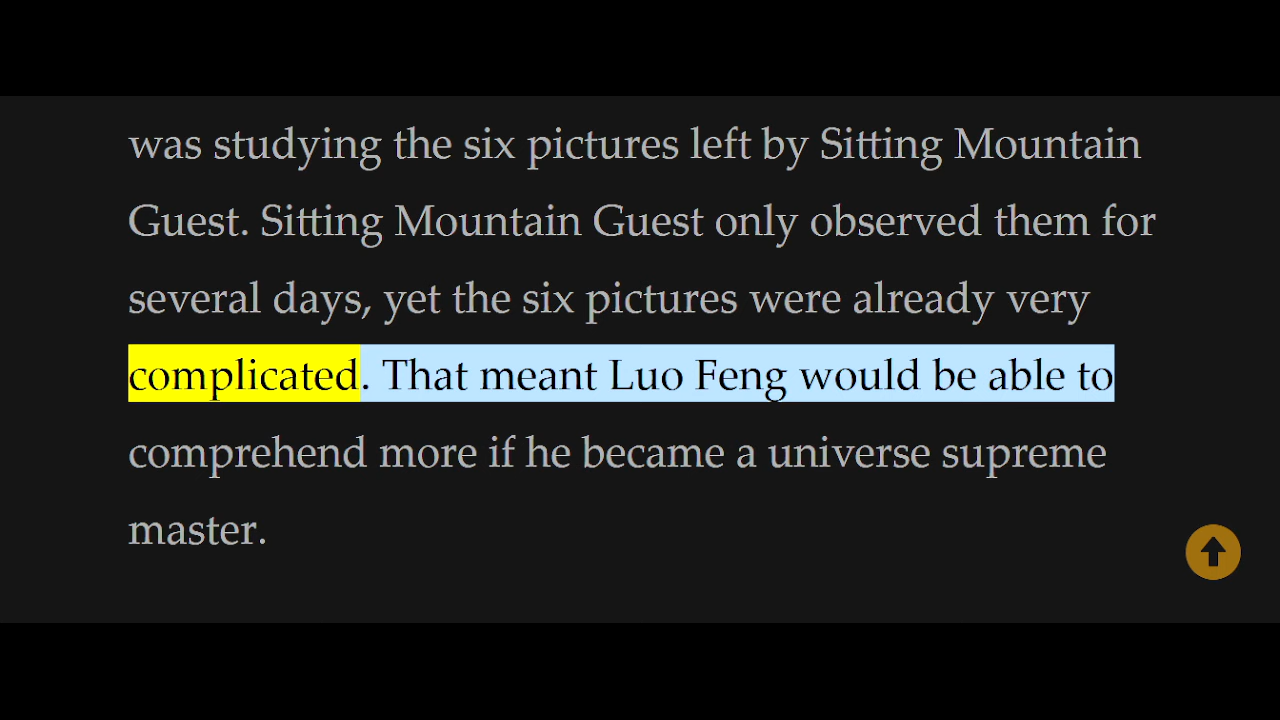 was studying the six pictures left by Sitting Mountain
Guest. Sitting Mountain Guest only observed them for
several days, yet the six pictures were already very
complicated. That meant Luo Feng would be able to
comprehend more if he became a universe supreme
master.